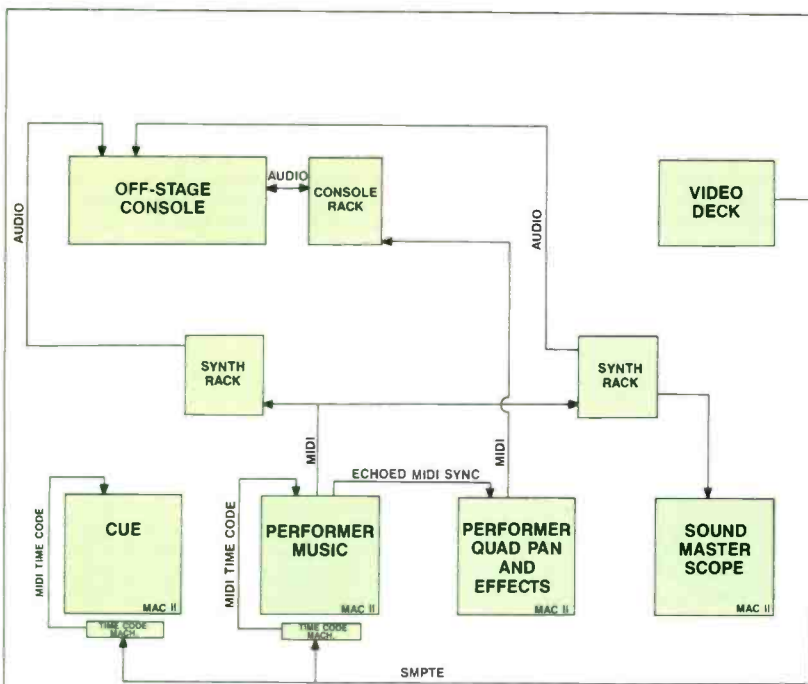 OFF-STAGE
CONSOLE
AUDIO
CONSOLE
RACK
VIDEO
DECK
AUDIO
AUDIO
SYNTH
RACK
SYNTH
RACK
MIDI
ECHOED MIDI SYNC
MIDI
MIDI TIME CODE
CUE
MAC II
TIME CODE
MACH.
MIDI TIME CODE
PERFORMER
MUSIC
MAC II
TIME CODE
MACH.
PERFORMER
QUAD PAN
AND
EFFECTS
MAC II
SOUND
MASTER
SCOPE
MAC II
SMPTE